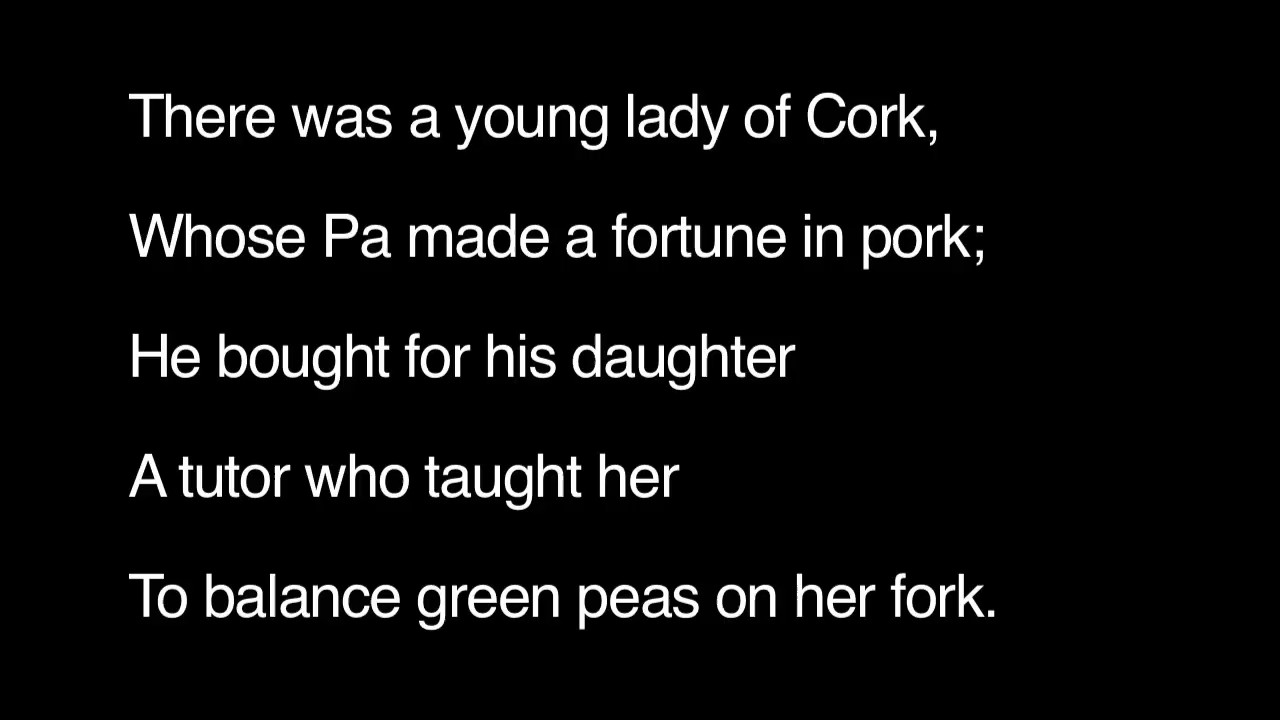 There was a young lady of Cork,
Whose Pa made a fortune in pork;
He bought for his daughter
A tutor who taught her
To balance green peas on her fork.